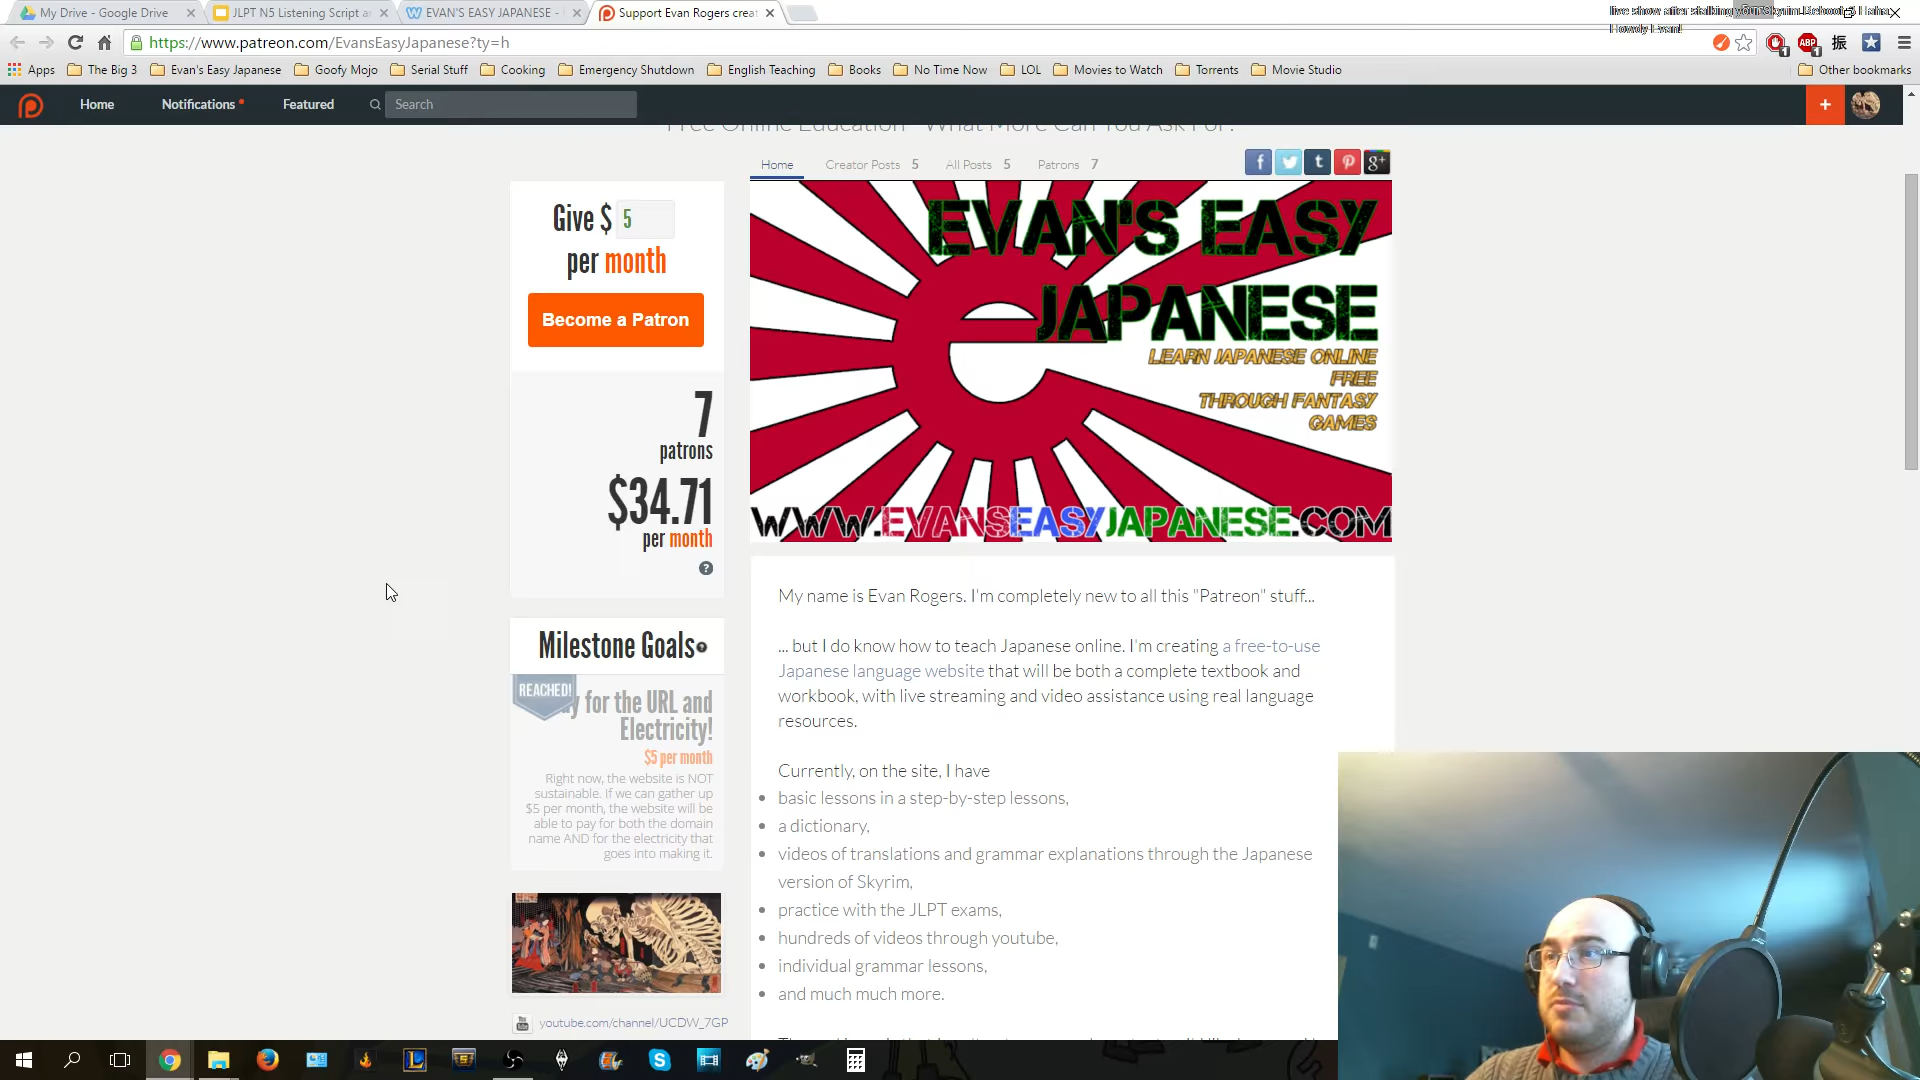 My Drive - Google Drive
JLPT N5 Listening Script a
EVAN'S EASY JAPANESE -
Support Evan Rogers creat
https://www.patreon.com/EvansEasyJapanese?ty=h
Howdy Evan!
Apps
The Big 3
Evan's Easy Japanese
Goofy Mojo
Serial Stuff
Cooking
Emergency Shutdown
English Teaching
Books
No Time Now
LOL
Movies to Watch
Torrents
Movie Studio
Other bookmarks
Home
Notifications
Featured
Search
Free Online Education - What More Can You Ask For?
Home
Creator Posts 5
All Posts 5
Patrons 7
Give $ 5
per month
Become a Patron
7
patrons
$34.71
per month
Milestone Goals
REACHED!
for the URL and
Electricity!
$5 per month
Right now, the website is NOT
sustainable. If we can gather up
$5 per month, the website will be
able to pay for both the domain
name AND for the electricity that
goes into making it.
youtube.com/channel/UCDW_7GP
EVAN'S EASY
JAPANESE
LEARN JAPANESE ONLINE
FREE
THROUGH FANTASY
GAMES
WWW.EVANSEASYJAPANESE.COM
My name is Evan Rogers. I'm completely new to all this "Patreon" stuff...
... but I do know how to teach Japanese online. I'm creating a free-to-use
Japanese language website that will be both a complete textbook and
workbook, with live streaming and video assistance using real language
resources.
Currently, on the site, I have
basic lessons in a step-by-step lessons,
a dictionary,
videos of translations and grammar explanations through the Japanese
version of Skyrim,
practice with the JLPT exams,
hundreds of videos through youtube,
individual grammar lessons,
and much much more.